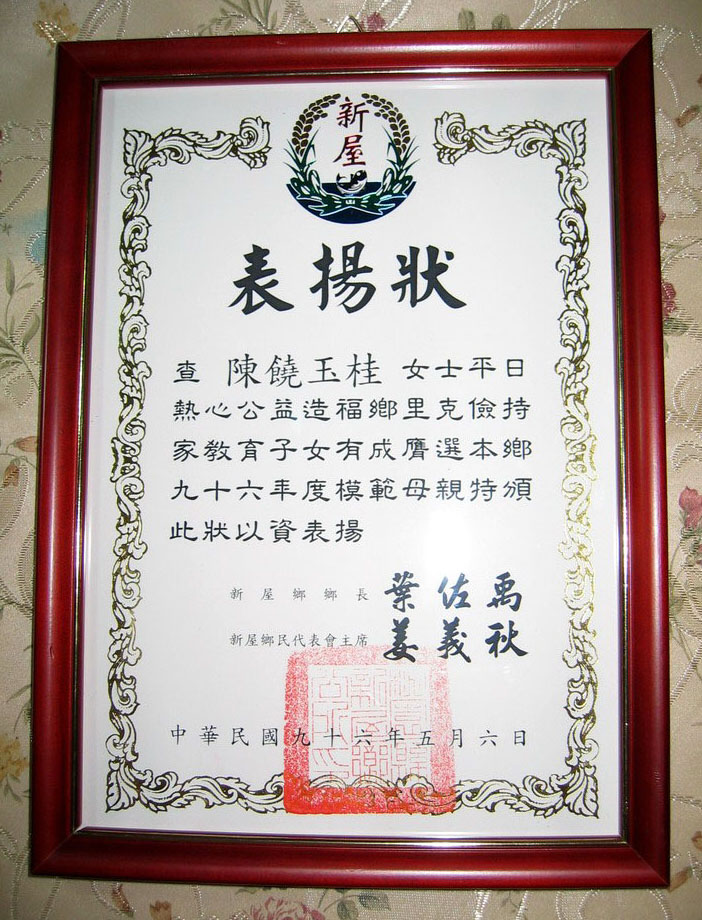 新屋
表揚狀
查 陳饒玉桂 女士平日
熱心公益造福鄉里克儉持
家教育子女有成膺選本鄉
九十六年度模範母親特頒
此狀以資表揚
新屋鄉鄉長 葉佐禹
新屋鄉民代表會主席 姜義秋
中華民國九十六年五月六日